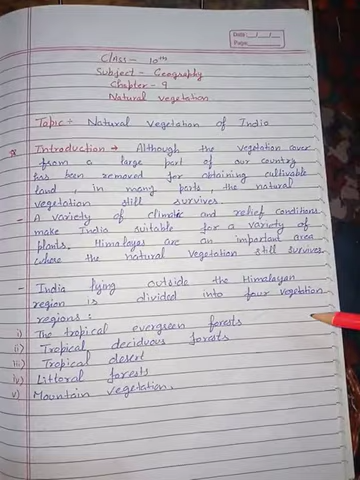 Date: __/__/__
Page:
Class - 10th
Subject - Geography
Chapter - 9
Natural vegetation
Topic - Natural Vegetation of India
* Introduction → Although the vegetation cover
from a large part of our country
has been removed for obtaining cultivable
land, in many parts, the natural
vegetation still survives
- A variety of climatic and relief conditions
make India suitable for a variety of
plants. Himalayas are an important area
where the natural vegetation still survives
- India lying outside the Himalayan
region is divided into four vegetation
regions:
i) The tropical evergreen forests
ii) Tropical deciduous forests
iii) Tropical desert
iv) Littoral forests
v) Mountain vegetation.